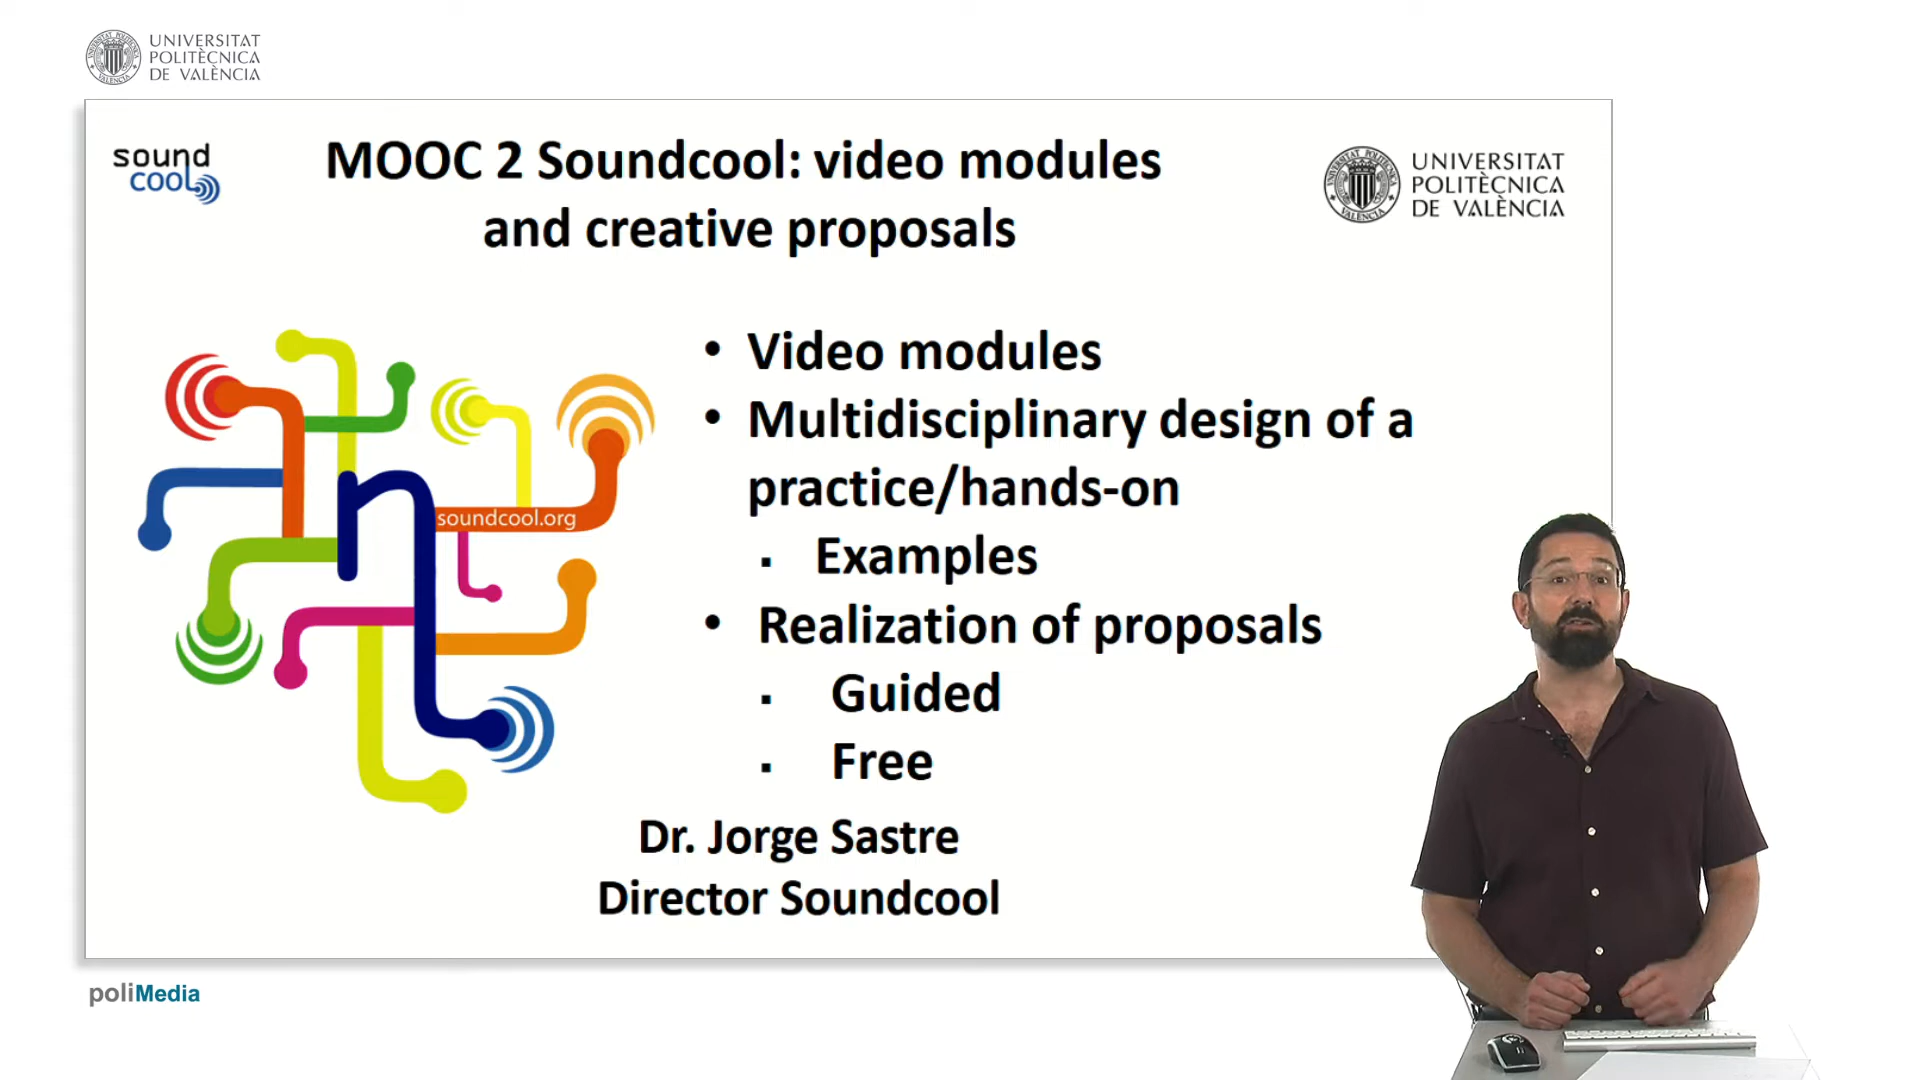 UNIVERSITAT
POLITÈCNICA
DE VALÈNCIA
sound
cool
MOOC 2 Soundcool: video modules
and creative proposals
UNIVERSITAT
POLITÈCNICA
DE VALÈNCIA
• Video modules
• Multidisciplinary design of a
practice/hands-on
▪ Examples
• Realization of proposals
▪ Guided
▪ Free
soundcool.org
Dr. Jorge Sastre
Director Soundcool
poliMedia